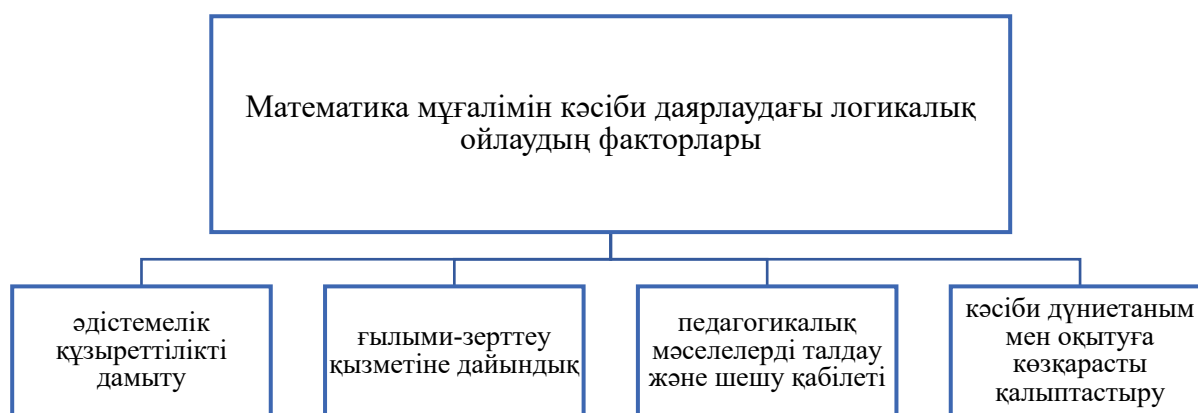 Математика мұғалімін кәсіби даярлаудағы логикалық
ойлаудың факторлары
әдістемелік
құзыреттілікті
дамыту
ғылыми-зерттеу
қызметіне дайындық
педагогикалық
мәселелерді талдау
және шешу қабілеті
кәсіби дүниетаным
мен оқытуға
көзқарасты
қалыптастыру